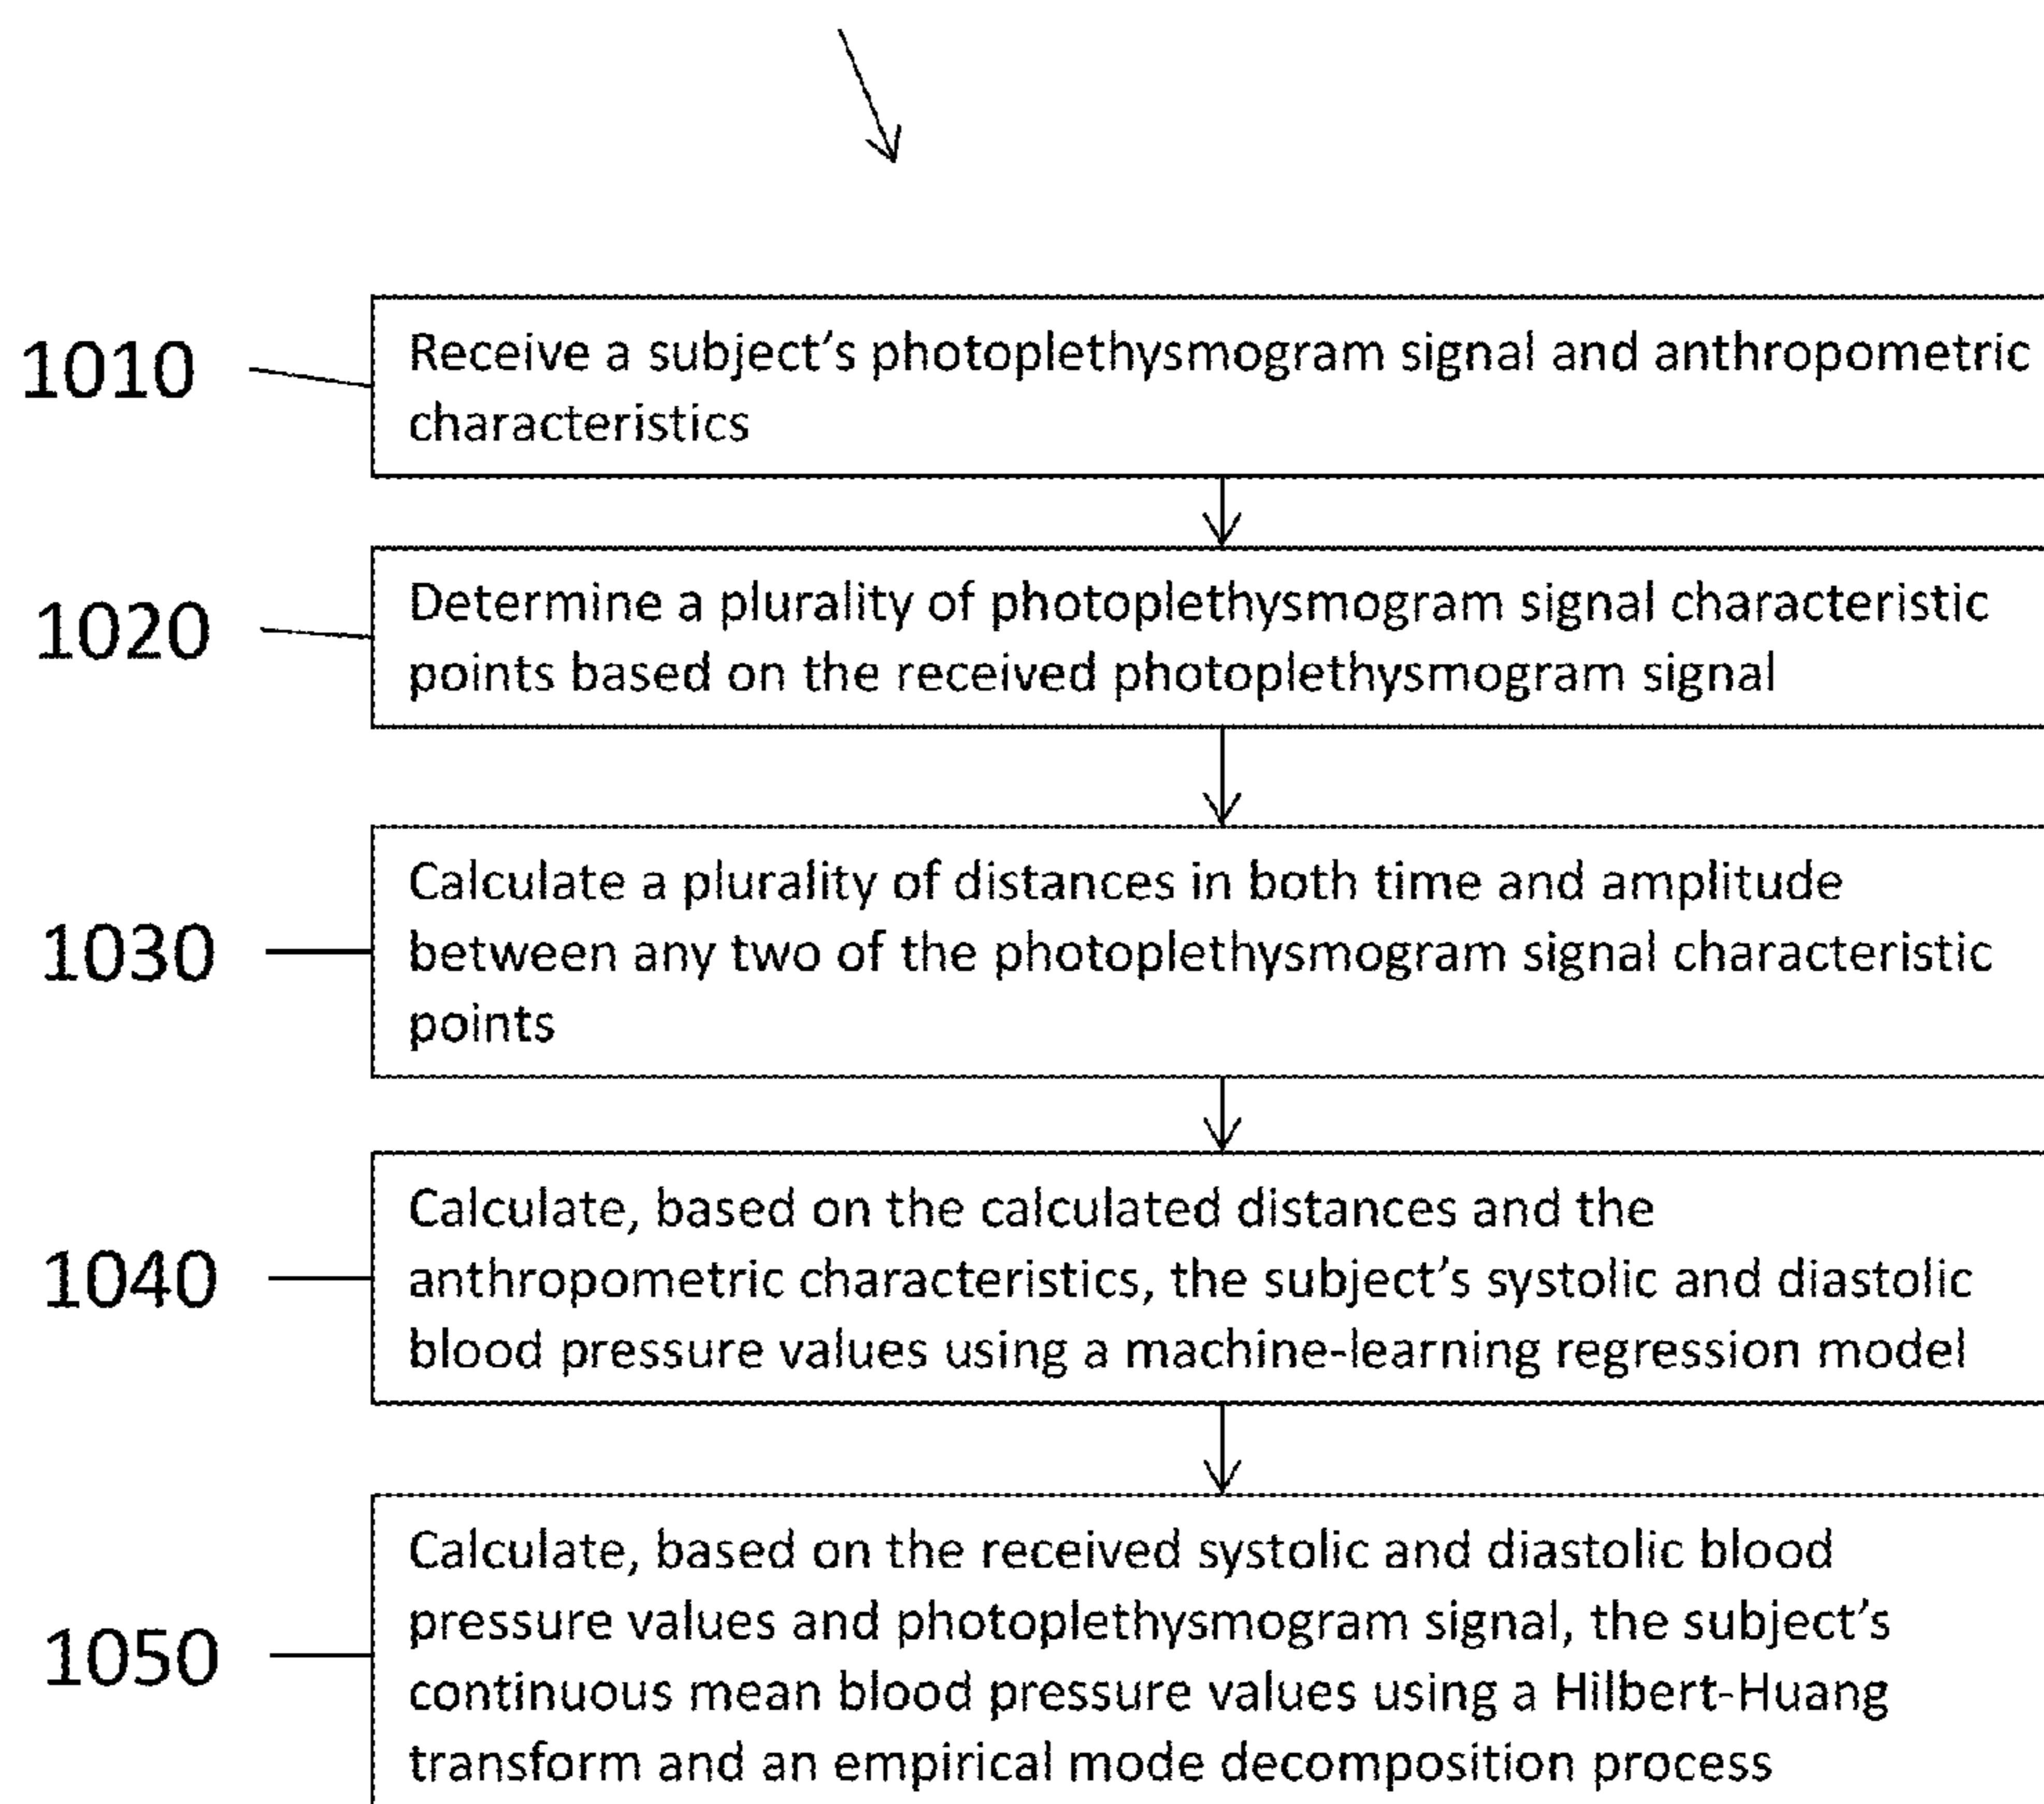 1010
Receive a subject's photoplethysmogram signal and anthropometric
characteristics
1020
Determine a plurality of photoplethysmogram signal characteristic
points based on the received photoplethysmogram signal
1030
Calculate a plurality of distances in both time and amplitude
between any two of the photoplethysmogram signal characteristic
points
1040
Calculate, based on the calculated distances and the
anthropometric characteristics, the subject's systolic and diastolic
blood pressure values using a machine-learning regression model
1050
Calculate, based on the received systolic and diastolic blood
pressure values and photoplethysmogram signal, the subject's
continuous mean blood pressure values using a Hilbert-Huang
transform and an empirical mode decomposition process